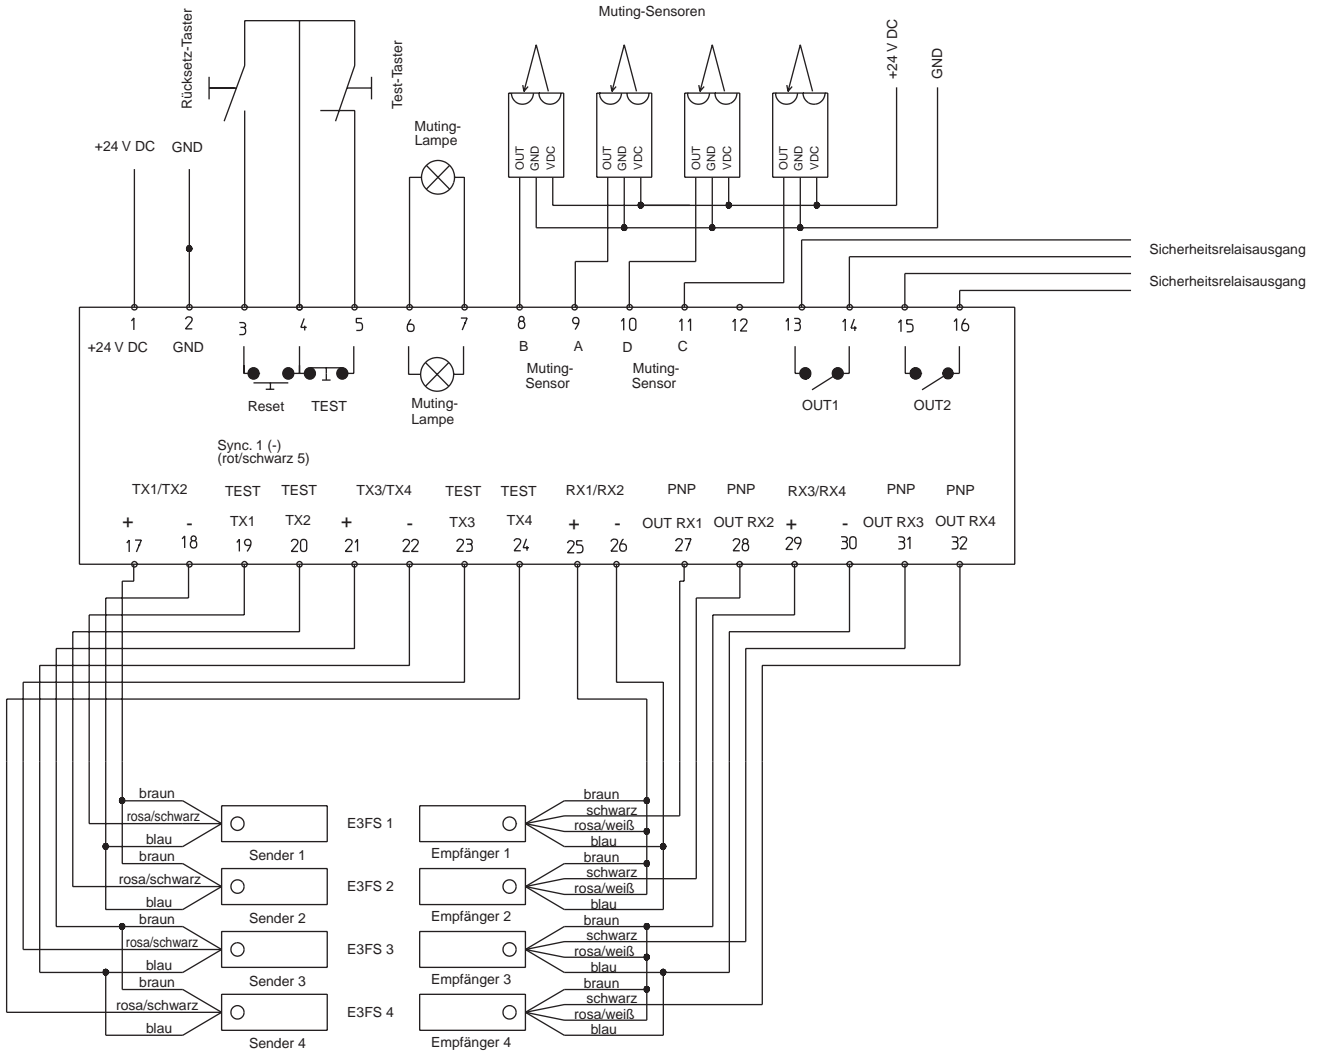 Muting-Sensoren
Rücksetz-Taster
Test-Taster
+24 V DC
GND
Muting-
Lampe
+24 V DC GND
OUT GND VDC OUT GND VDC OUT GND VDC OUT GND VDC
Sicherheitsrelaisausgang
Sicherheitsrelaisausgang
1 2 3 4 5 6 7 8 9 10 11 12 13 14 15 16
+24 V DC GND B A D C
Muting-
Sensor
Muting-
Sensor
Reset TEST
Muting-
Lampe
OUT1 OUT2
Sync. 1 (-)
(rot/schwarz 5)
TX1/TX2 TEST TEST TX3/TX4 TEST TEST RX1/RX2 PNP PNP RX3/RX4 PNP PNP
+ - TX1 TX2 + - TX3 TX4 + - OUT RX1 OUT RX2 + - OUT RX3 OUT RX4
17 18 19 20 21 22 23 24 25 26 27 28 29 30 31 32
braun
rosa/schwarz
blau
Sender 1
E3FS 1
braun
schwarz
rosa/weiß
blau
Empfänger 1
braun
rosa/schwarz
blau
Sender 2
E3FS 2
braun
schwarz
rosa/weiß
blau
Empfänger 2
braun
rosa/schwarz
blau
Sender 3
E3FS 3
braun
schwarz
rosa/weiß
blau
Empfänger 3
braun
rosa/schwarz
blau
Sender 4
E3FS 4
braun
schwarz
rosa/weiß
blau
Empfänger 4